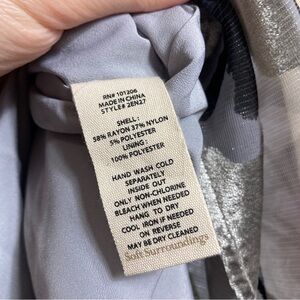 RN# 101206
MADE IN CHINA
STYLE# 2EN27
SHELL:
58% RAYON 37% NYLON
5% POLYESTER
LINING:
100% POLYESTER
HAND WASH COLD
SEPARATELY
INSIDE OUT
ONLY NON-CHLORINE
BLEACH WHEN NEEDED
HANG TO DRY
COOL IRON IF NEEDED
ON REVERSE
MAY BE DRY CLEANED
Soft Surroundings